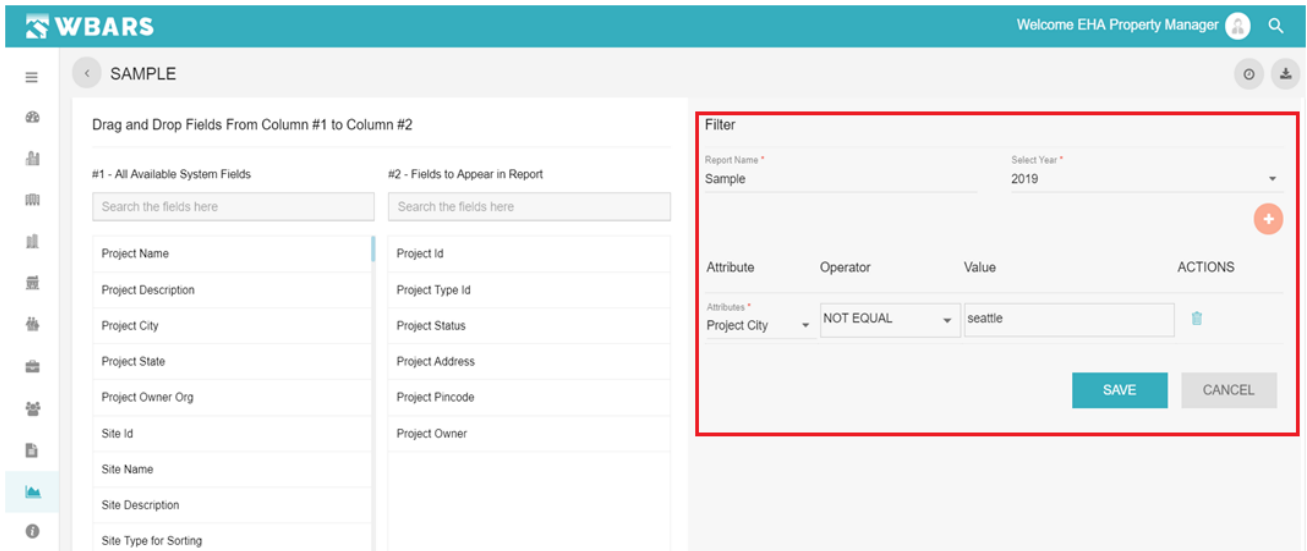 WBARS
Welcome EHA Property Manager
SAMPLE
Drag and Drop Fields From Column #1 to Column #2
#1 - All Available System Fields
Search the fields here
Project Name
Project Description
Project City
Project State
Project Owner Org
Site Id
Site Name
Site Description
Site Type for Sorting
#2 - Fields to Appear in Report
Search the fields here
Project Id
Project Type Id
Project Status
Project Address
Project Pincode
Project Owner
Filter
Report Name *
Sample
Select Year *
2019
Attribute Operator Value ACTIONS
Attributes *
Project City NOT EQUAL seattle
SAVE CANCEL